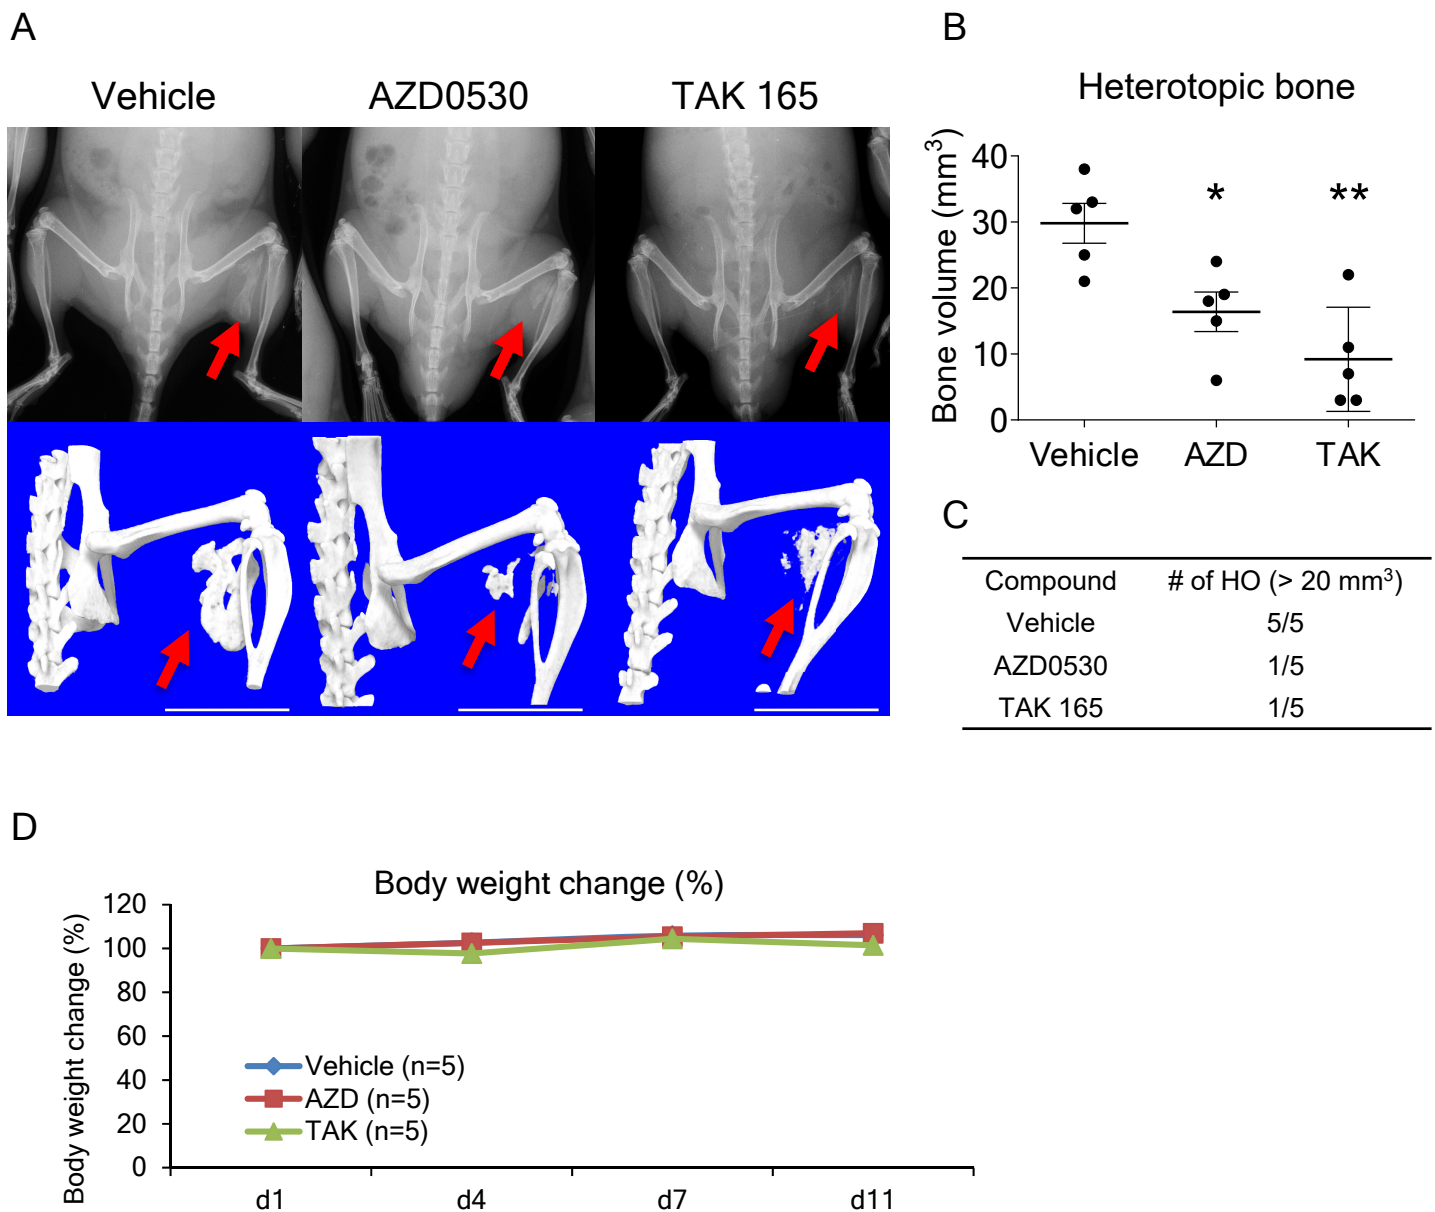 A
Vehicle AZD0530 TAK 165
B
Heterotopic bone
Bone volume (mm³)
40
30
20
10
0
* **
Vehicle AZD TAK
C
Compound # of HO (> 20 mm³)
Vehicle 5/5
AZD0530 1/5
TAK 165 1/5
D
Body weight change (%)
Body weight change (%)
120
100
80
60
40
20
0
Vehicle (n=5)
AZD (n=5)
TAK (n=5)
d1 d4 d7 d11